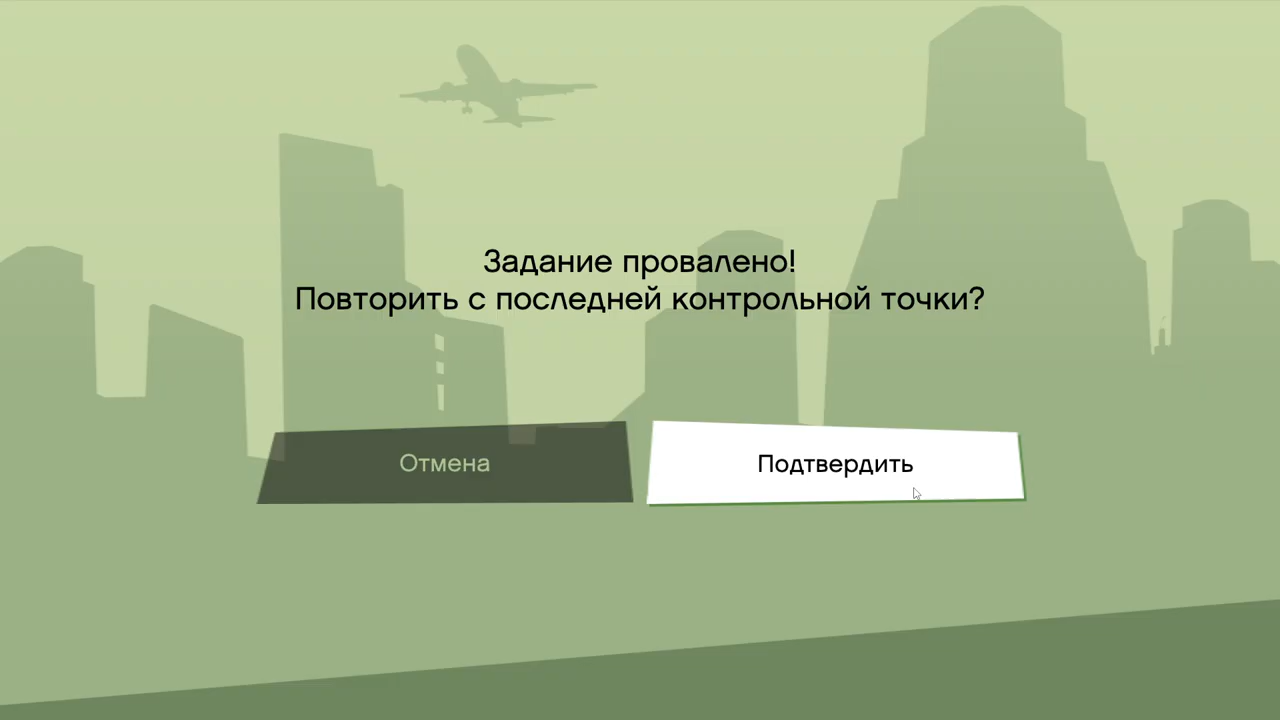 Задание провалено!
Повторить с последней контрольной точки?
Отмена
Подтвердить